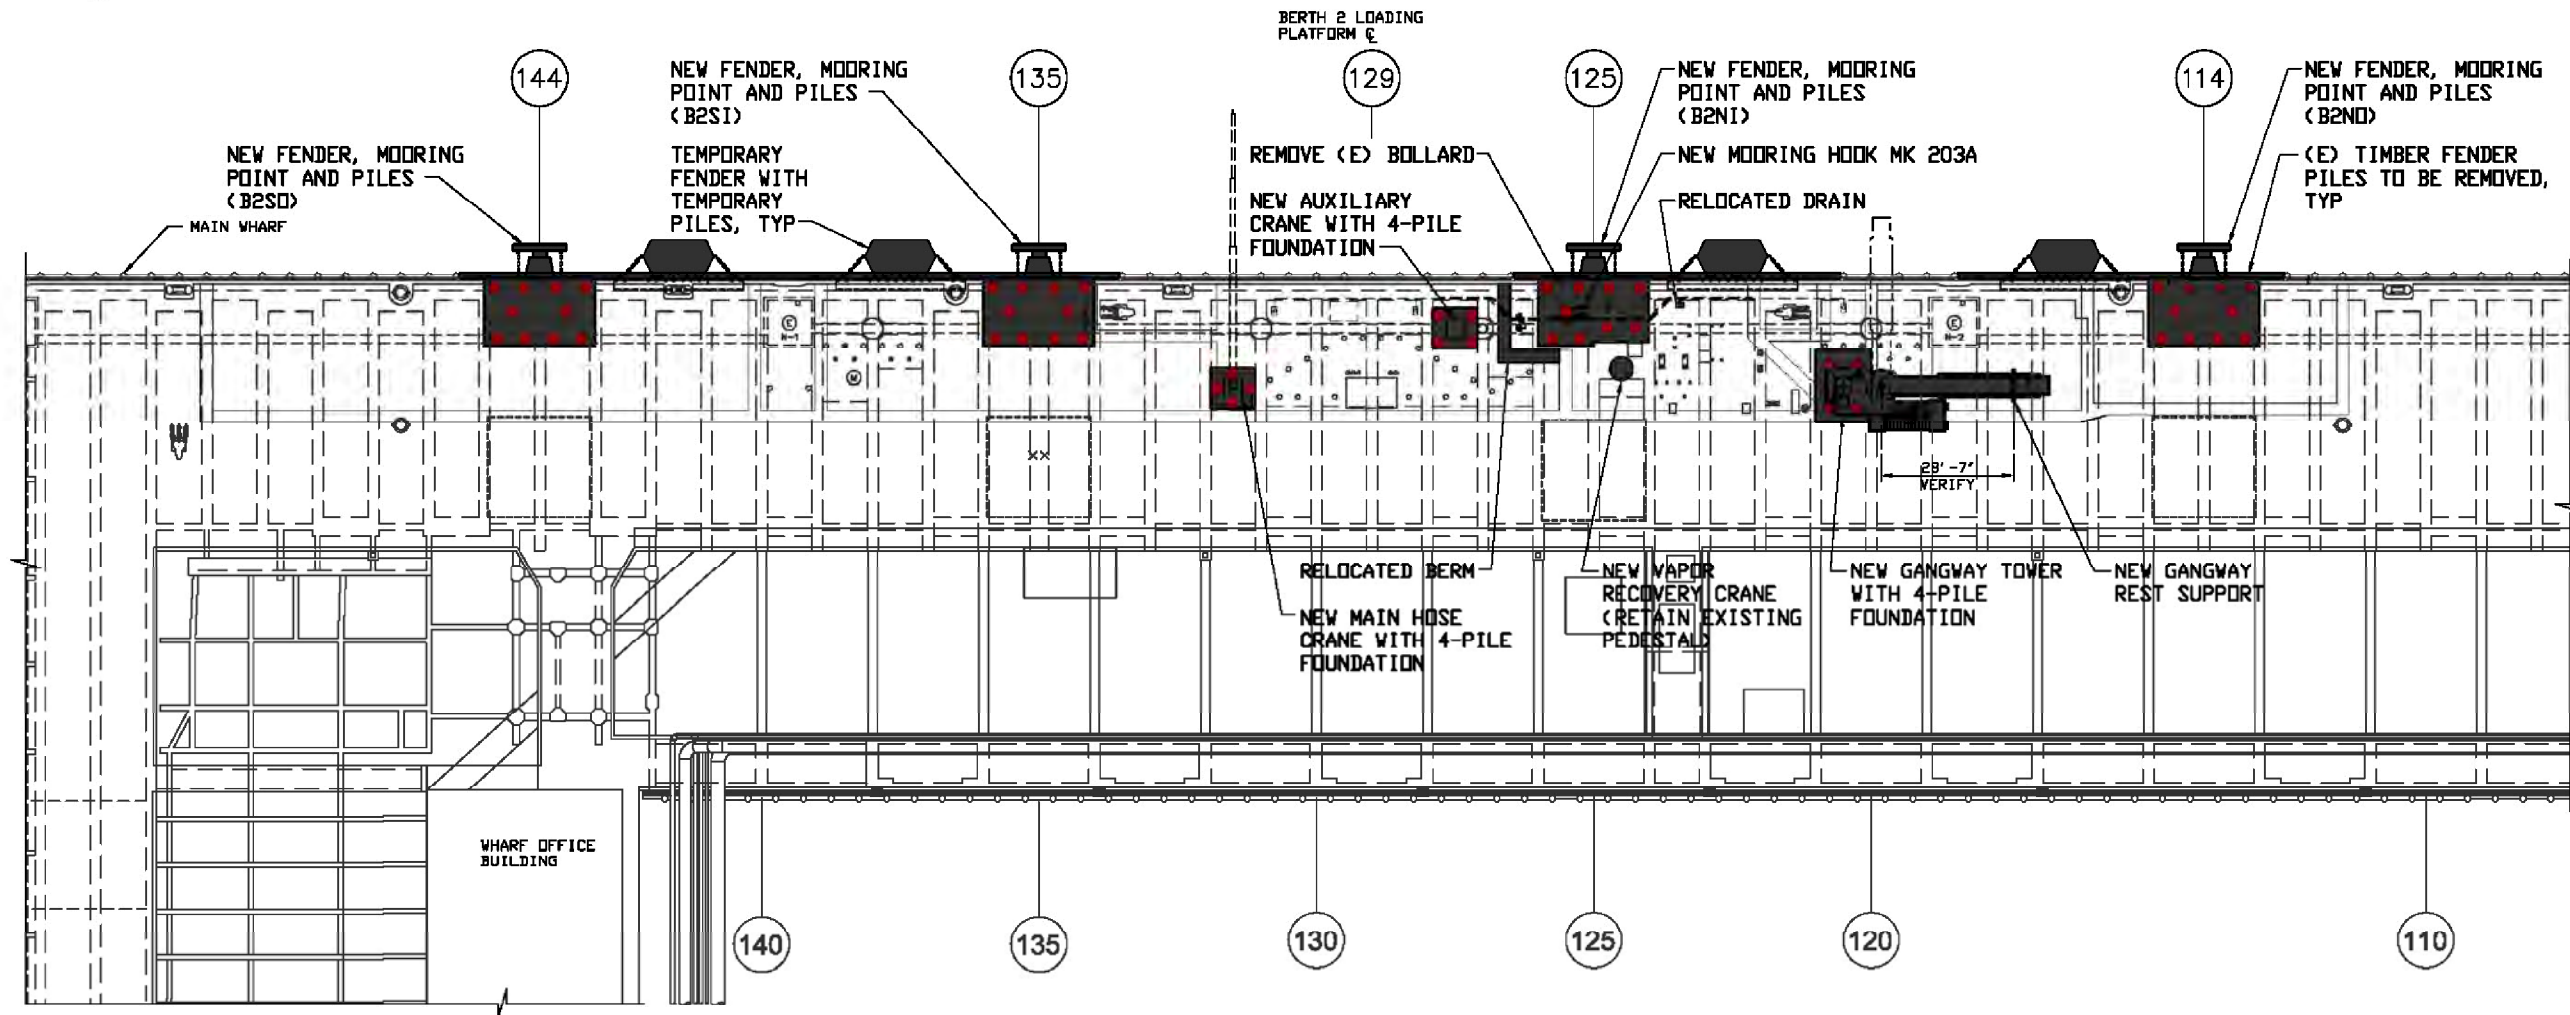 BERTH 2 LOADING
PLATFORM ℄
144
NEW FENDER, MOORING
POINT AND PILES
(B2SI)
135
129
125
NEW FENDER, MOORING
POINT AND PILES
(B2NI)
114
NEW FENDER, MOORING
POINT AND PILES
(B2NO)
NEW FENDER, MOORING
POINT AND PILES
(B2SO)
MAIN WHARF
TEMPORARY
FENDER WITH
TEMPORARY
PILES, TYP
REMOVE (E) BOLLARD
NEW AUXILIARY
CRANE WITH 4-PILE
FOUNDATION
NEW MOORING HOOK MK 203A
RELOCATED DRAIN
(E) TIMBER FENDER
PILES TO BE REMOVED,
TYP
E
N-1
M
E
N-2
XX
VERIFY
RELOCATED BERM
NEW MAIN HOSE
CRANE WITH 4-PILE
FOUNDATION
NEW VAPOR
RECOVERY CRANE
(RETAIN EXISTING
PEDESTAL)
NEW GANGWAY TOWER
WITH 4-PILE
FOUNDATION
NEW GANGWAY
REST SUPPORT
WHARF OFFICE
BUILDING
140
135
130
125
120
110